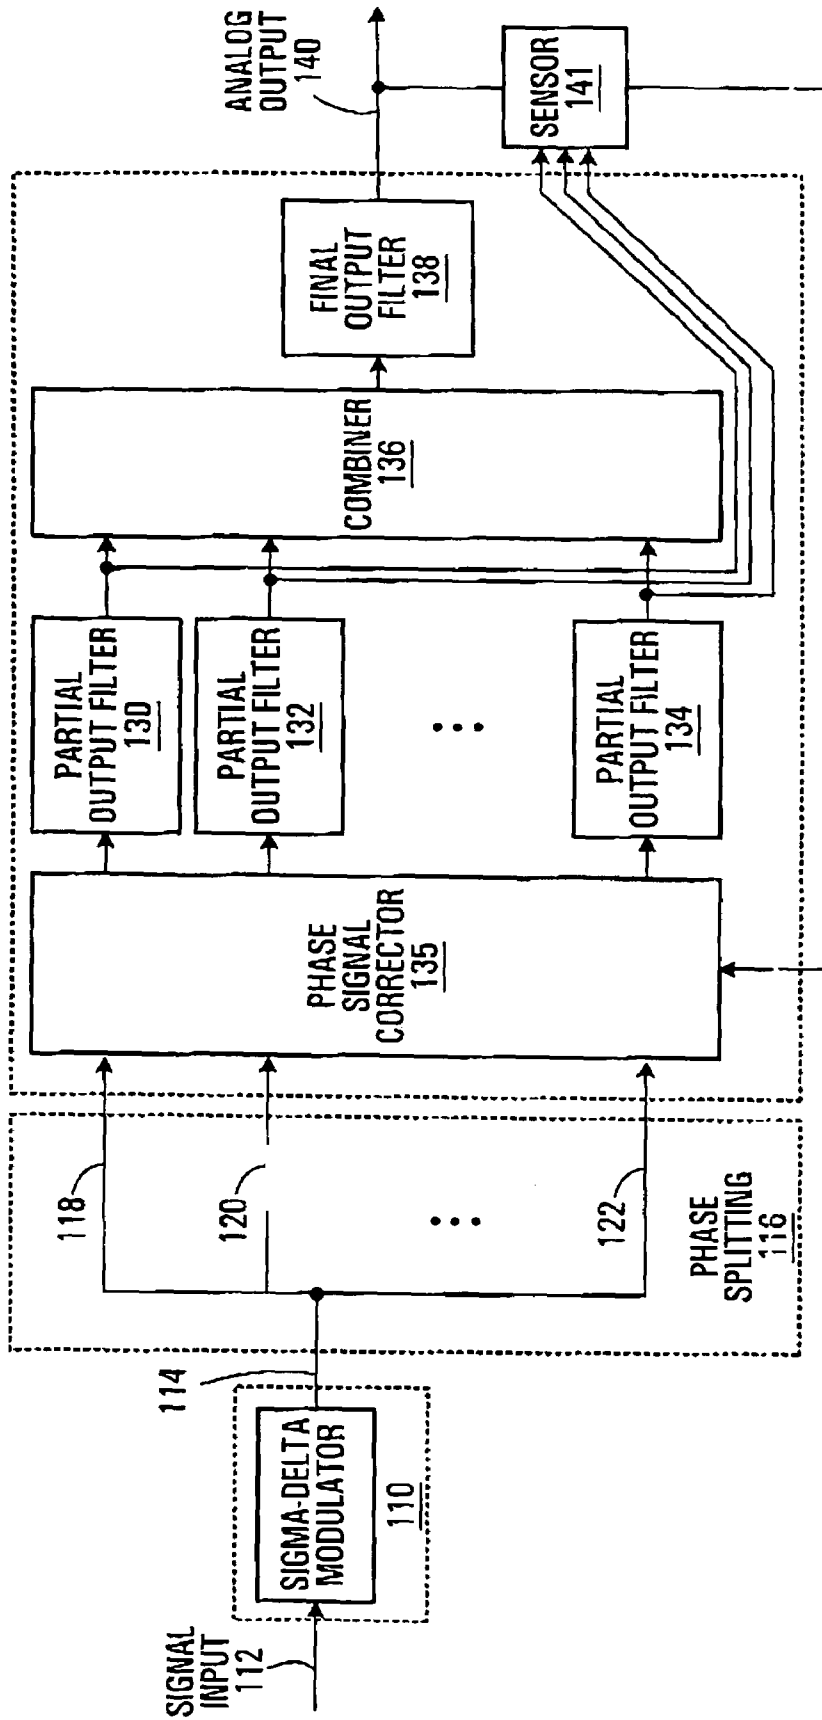 SIGNAL
INPUT
112
SIGMA-DELTA
MODULATOR
110
114
118
120
122
PHASE
SPLITTING
116
PHASE
SIGNAL
CORRECTOR
135
PARTIAL
OUTPUT FILTER
130
PARTIAL
OUTPUT FILTER
132
PARTIAL
OUTPUT FILTER
134
COMBINER
136
FINAL
OUTPUT
FILTER
138
ANALOG
OUTPUT
140
SENSOR
141